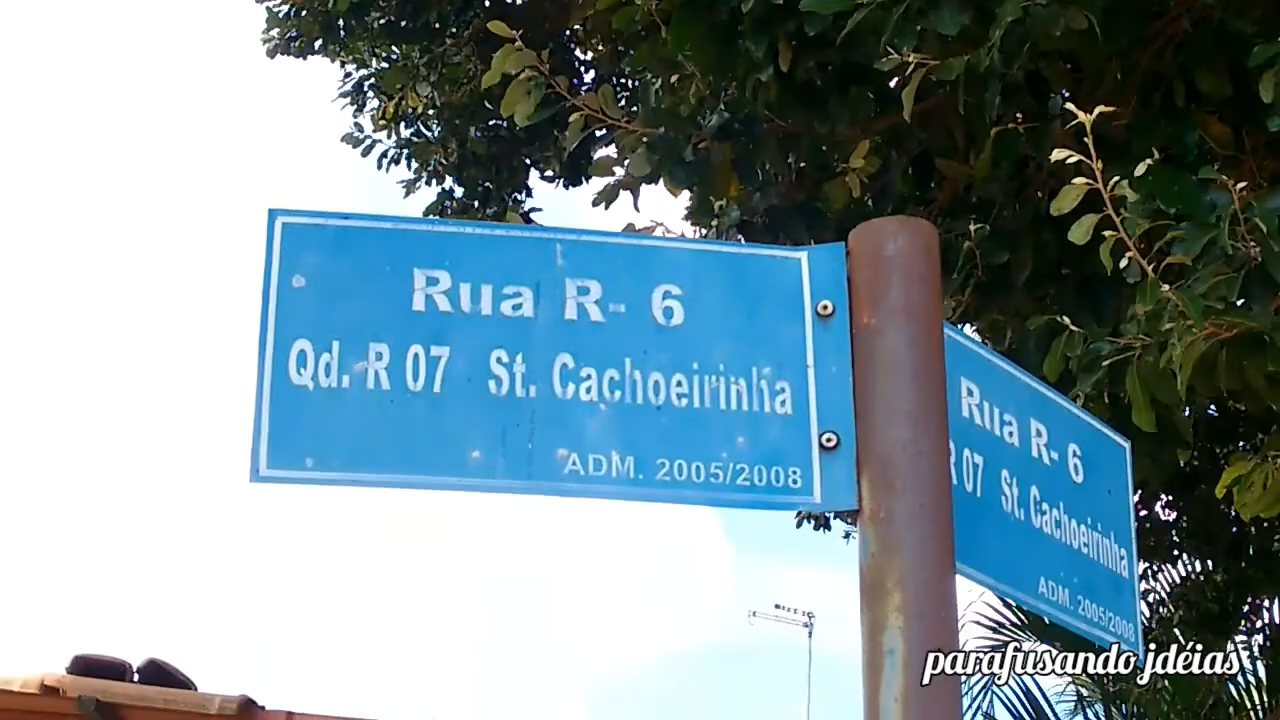 Rua R- 6
Qd. R 07 St. Cachoeirinha
ADM. 2005/2008
Rua R- 6
R 07 St. Cachoeirinha
ADM. 2005/2008
parafusando jdéias